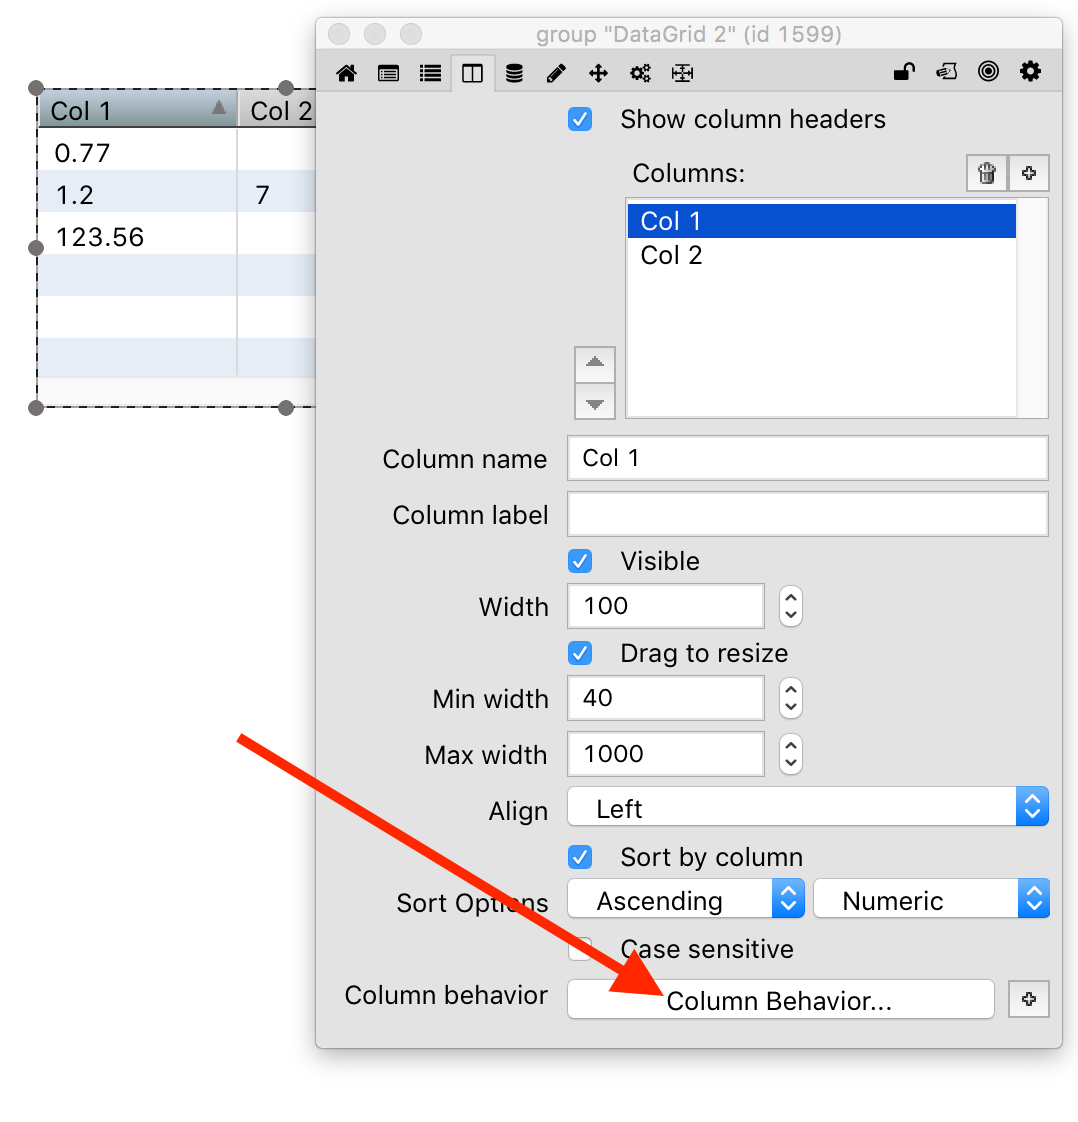 group "DataGrid 2" (id 1599)
Col 1
Col 2
0.77
1.2
7
123.56
Show column headers
Columns:
Col 1
Col 2
Column name
Col 1
Column label
Visible
Width
100
Drag to resize
Min width
40
Max width
1000
Align
Left
Sort by column
Sort Options
Ascending
Numeric
Case sensitive
Column behavior
Column Behavior...